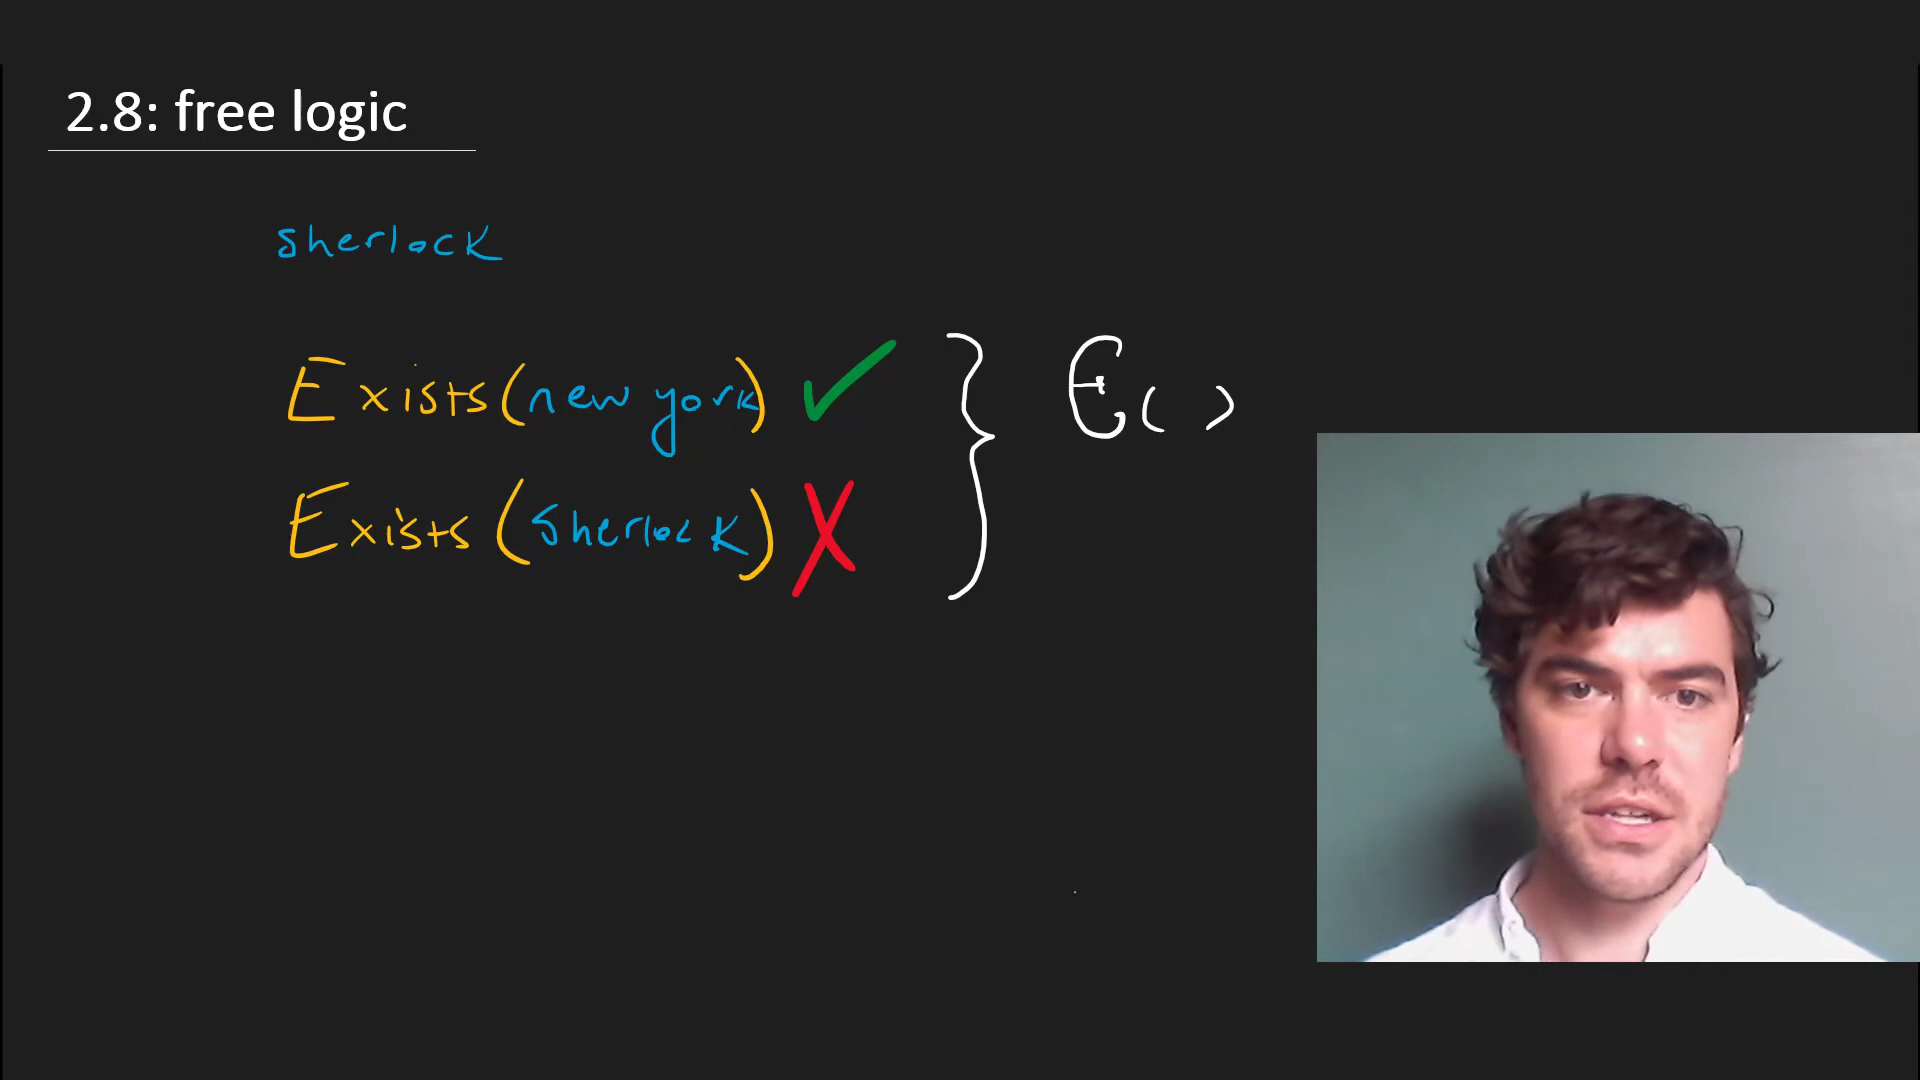 2.8: free logic
sherlock
Exists(new york) ✓
Exists(sherlock) X
} E( )